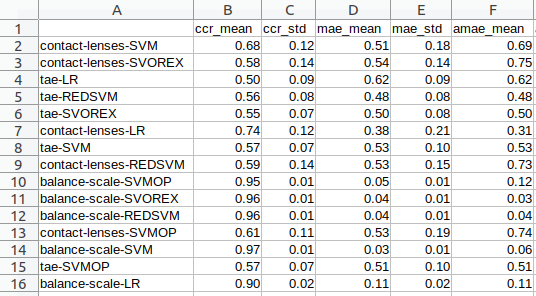 A B C D E F
1 ccr_mean ccr_std mae_mean mae_std amae_mean
2 contact-lenses-SVM 0.68 0.12 0.51 0.18 0.69
3 contact-lenses-SVOREX 0.58 0.14 0.54 0.14 0.75
4 tae-LR 0.50 0.09 0.62 0.09 0.62
5 tae-REDSVM 0.56 0.08 0.48 0.08 0.48
6 tae-SVOREX 0.55 0.07 0.50 0.08 0.50
7 contact-lenses-LR 0.74 0.12 0.38 0.21 0.31
8 tae-SVM 0.57 0.07 0.53 0.10 0.53
9 contact-lenses-REDSVM 0.59 0.14 0.53 0.15 0.73
10 balance-scale-SVMOP 0.95 0.01 0.05 0.01 0.12
11 balance-scale-SVOREX 0.96 0.01 0.04 0.01 0.03
12 balance-scale-REDSVM 0.96 0.01 0.04 0.01 0.04
13 contact-lenses-SVMOP 0.61 0.11 0.53 0.19 0.74
14 balance-scale-SVM 0.97 0.01 0.03 0.01 0.06
15 tae-SVMOP 0.57 0.07 0.51 0.10 0.51
16 balance-scale-LR 0.90 0.02 0.11 0.02 0.11